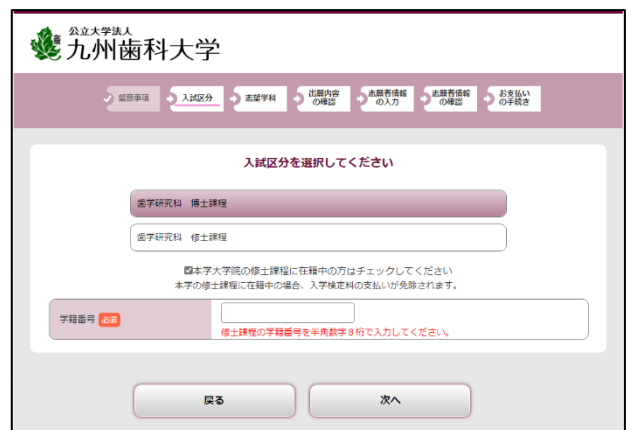 公立大学法人
九州歯科大学
留意事項
入試区分
志望学科
出願内容
の確認
志願者情報
の入力
志願者情報
の確認
お支払い
の手続き
入試区分を選択してください
歯学研究科 博士課程
歯学研究科 修士課程
本学大学院の修士課程に在籍中の方はチェックしてください
本学の修士課程に在籍中の場合、入学検定料の支払いが免除されます。
学籍番号 必須
修士課程の学籍番号を半角数字8桁で入力してください。
戻る 次へ